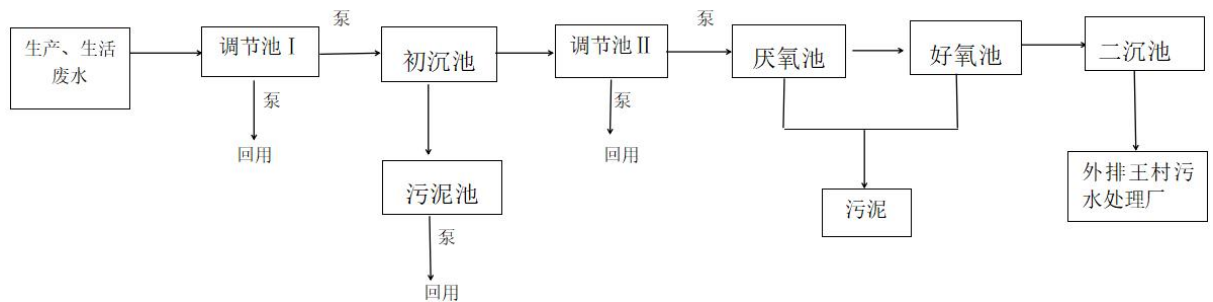 泵
泵
生产、生活
废水
调节池Ⅰ
初沉池
调节池Ⅱ
厌氧池
好氧池
二沉池
泵
泵
回用
回用
污泥池
污泥
外排王村污
水处理厂
泵
回用